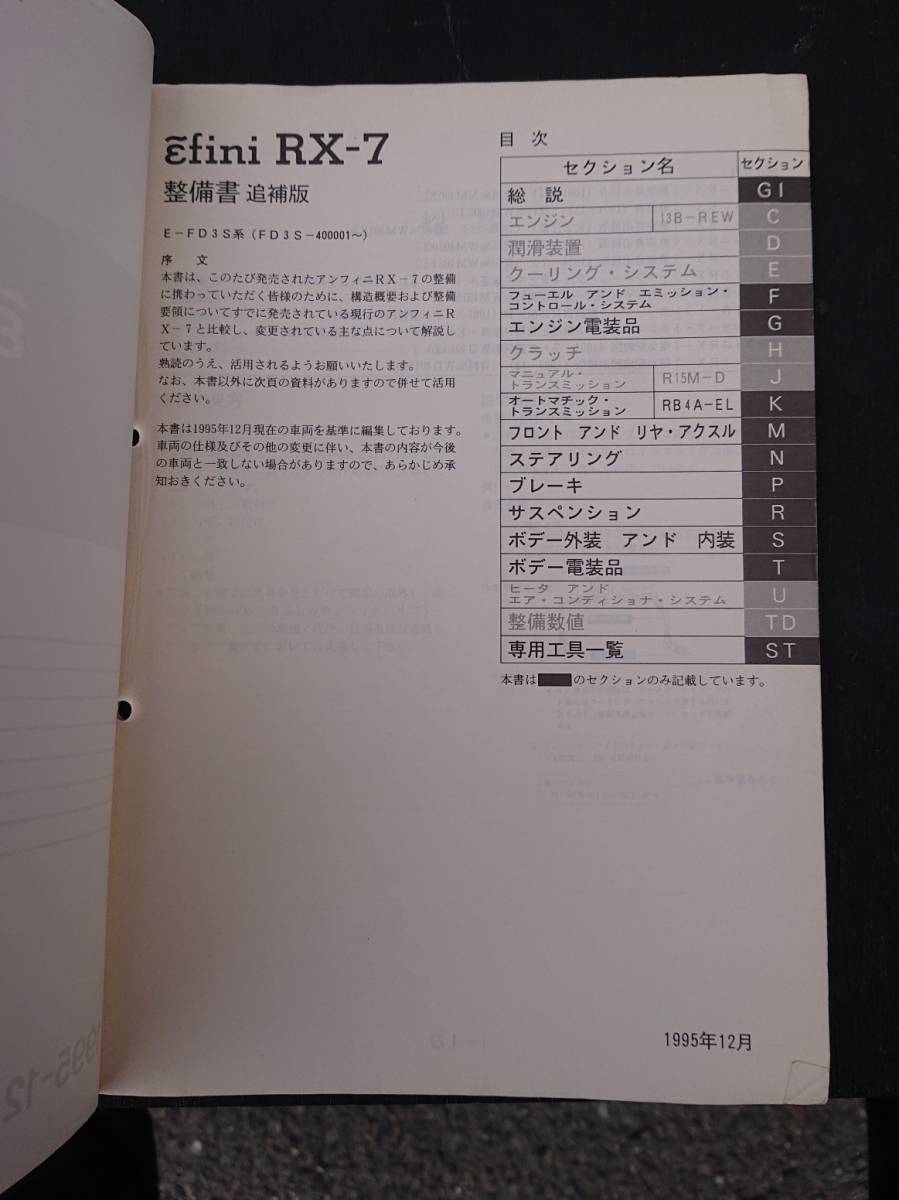 ɛ̃fini RX-7
整備書 追補版
E－FD3S系（FD3S－400001～）
序 文
本書は、このたび発売されたアンフィニRX－7の整備
に携わっていただく皆様のために、構造概要および整備
要領についてすでに発売されている現行のアンフィニR
X－7と比較し、変更されている主な点について解説し
ています。
熟読のうえ、活用されるようお願いいたします。
なお、本書以外に次頁の資料がありますので併せて活用
ください。
本書は1995年12月現在の車両を基準に編集しております。
車両の仕様及びその他の変更に伴い、本書の内容が今後
の車両と一致しない場合がありますので、あらかじめ承
知おきください。
目 次
セクション名 セクション
総 説 GI
エンジン 13B－REW C
潤滑装置 D
クーリング・システム E
フューエル アンド エミッション・
コントロール・システム F
エンジン電装品 G
クラッチ H
マニュアル・
トランスミッション R15M－D J
オートマチック・
トランスミッション RB4A－EL K
フロント アンド リヤ・アクスル M
ステアリング N
ブレーキ P
サスペンション R
ボデー外装 アンド 内装 S
ボデー電装品 T
ヒータ アンド
エア・コンディショナ・システム U
整備数値 TD
専用工具一覧 ST
本書は のセクションのみ記載しています。
1995年12月
1995-12